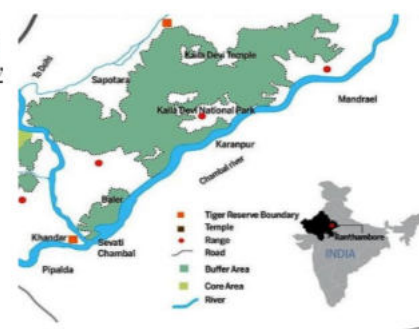 To Delhi
Kaila Devi Temple
Sapotara
Mandrael
Kaila Devi National Park
Karanpur
Chambal river
Baler
Khandar
Sevati
Chambal
Pipalda
Tiger Reserve Boundary
Temple
Range
Road
Buffer Area
Core Area
River
Ranthambore
INDIA